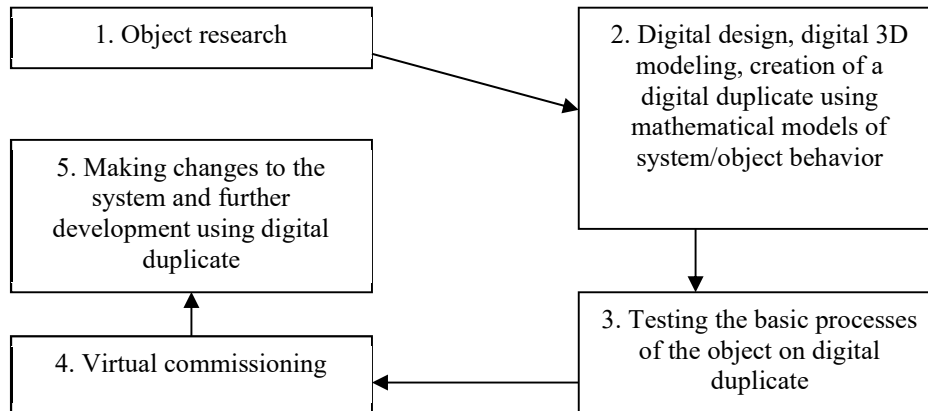 1. Object research
2. Digital design, digital 3D
modeling, creation of a
digital duplicate using
mathematical models of
system/object behavior
3. Testing the basic processes
of the object on digital
duplicate
4. Virtual commissioning
5. Making changes to the
system and further
development using digital
duplicate